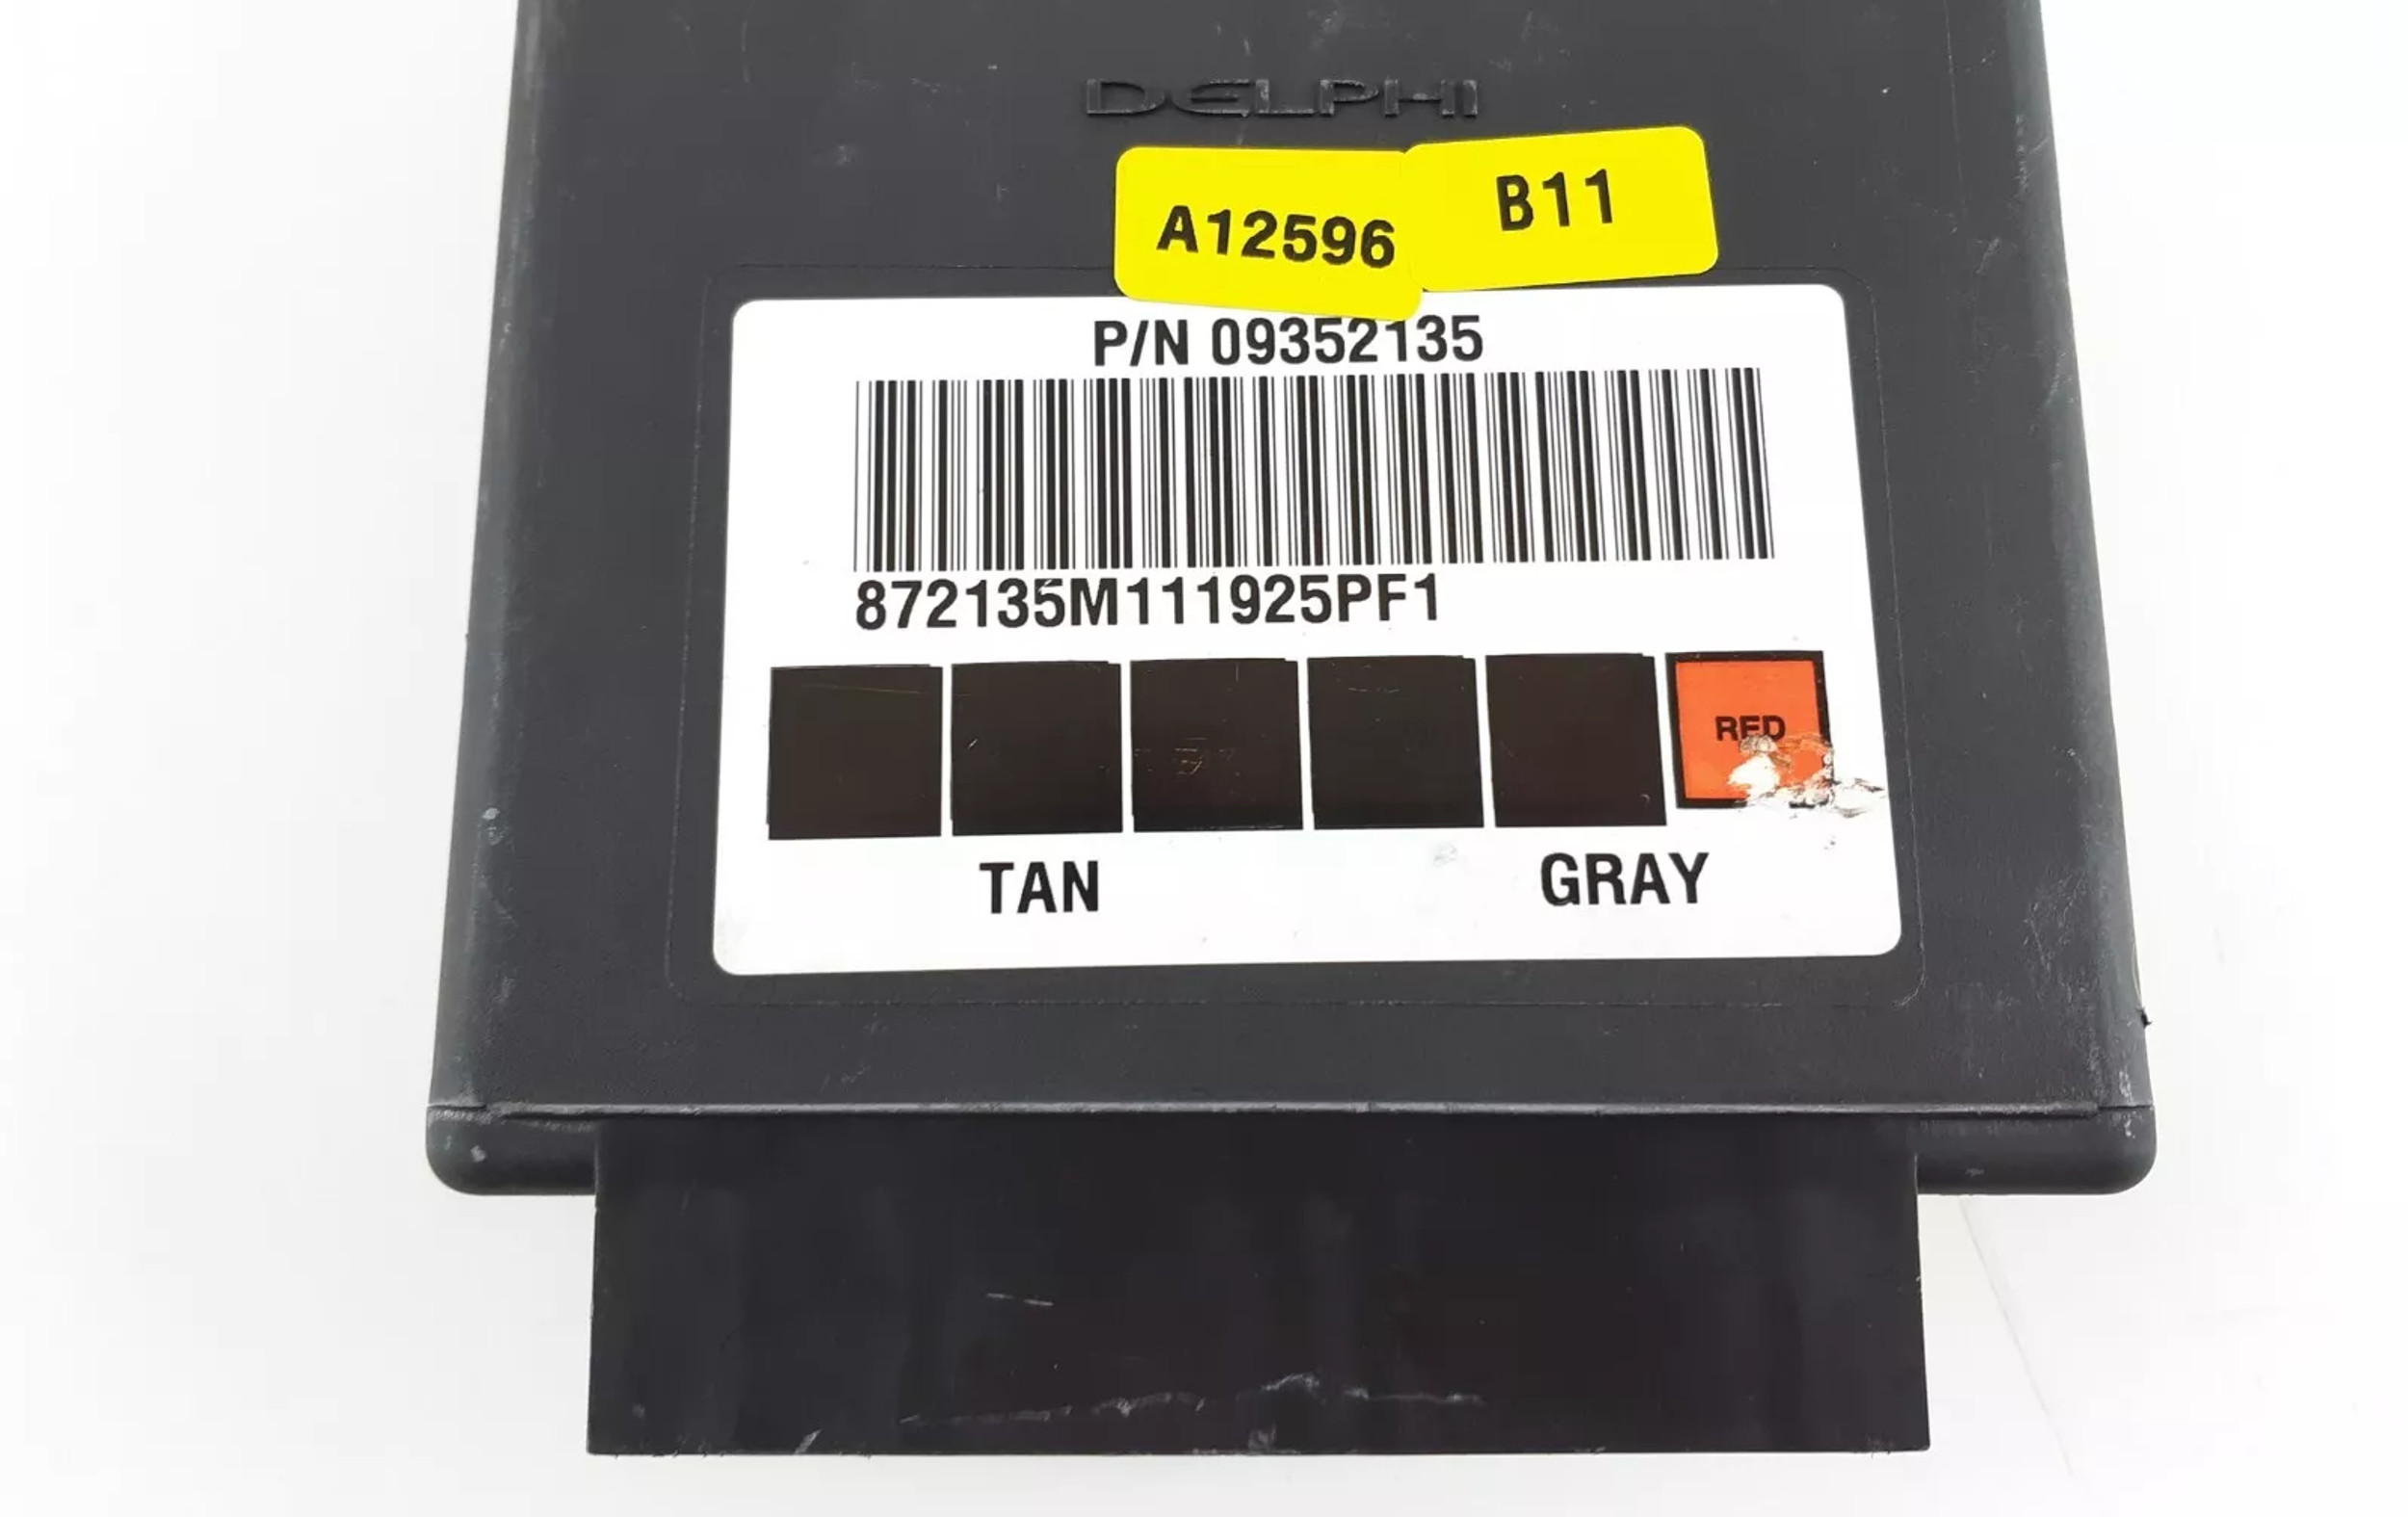 DELPHI
A12596
B11
P/N 09352135
872135M111925PF1
RED
TAN
GRAY